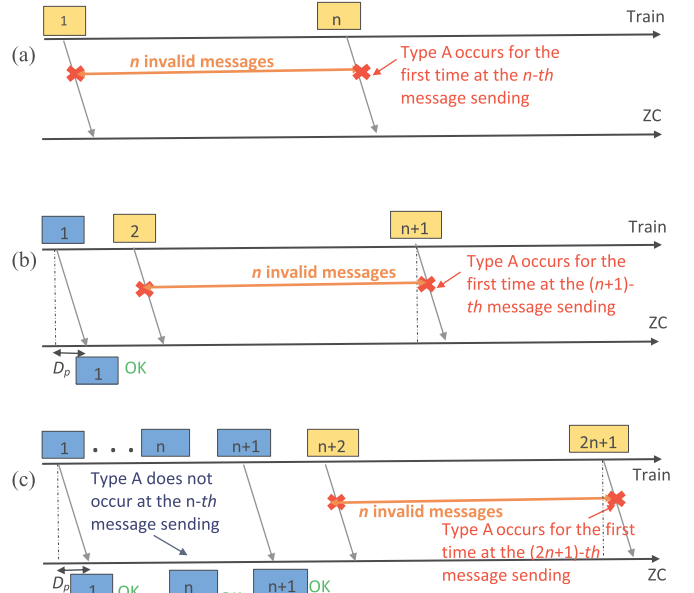 1
n
Train
(a)
n invalid messages
Type A occurs for the
first time at the n-th
message sending
ZC
1
2
n+1
Train
(b)
n invalid messages
Type A occurs for the
first time at the (n+1)-
th message sending
ZC
Dp
1
OK
1
. . .
n
n+1
n+2
2n+1
Train
(c)
Type A does not
occur at the n-th
message sending
n invalid messages
Type A occurs for the first
time at the (2n+1)-th
message sending
ZC
Dp
1
OK
n
n+1
OK